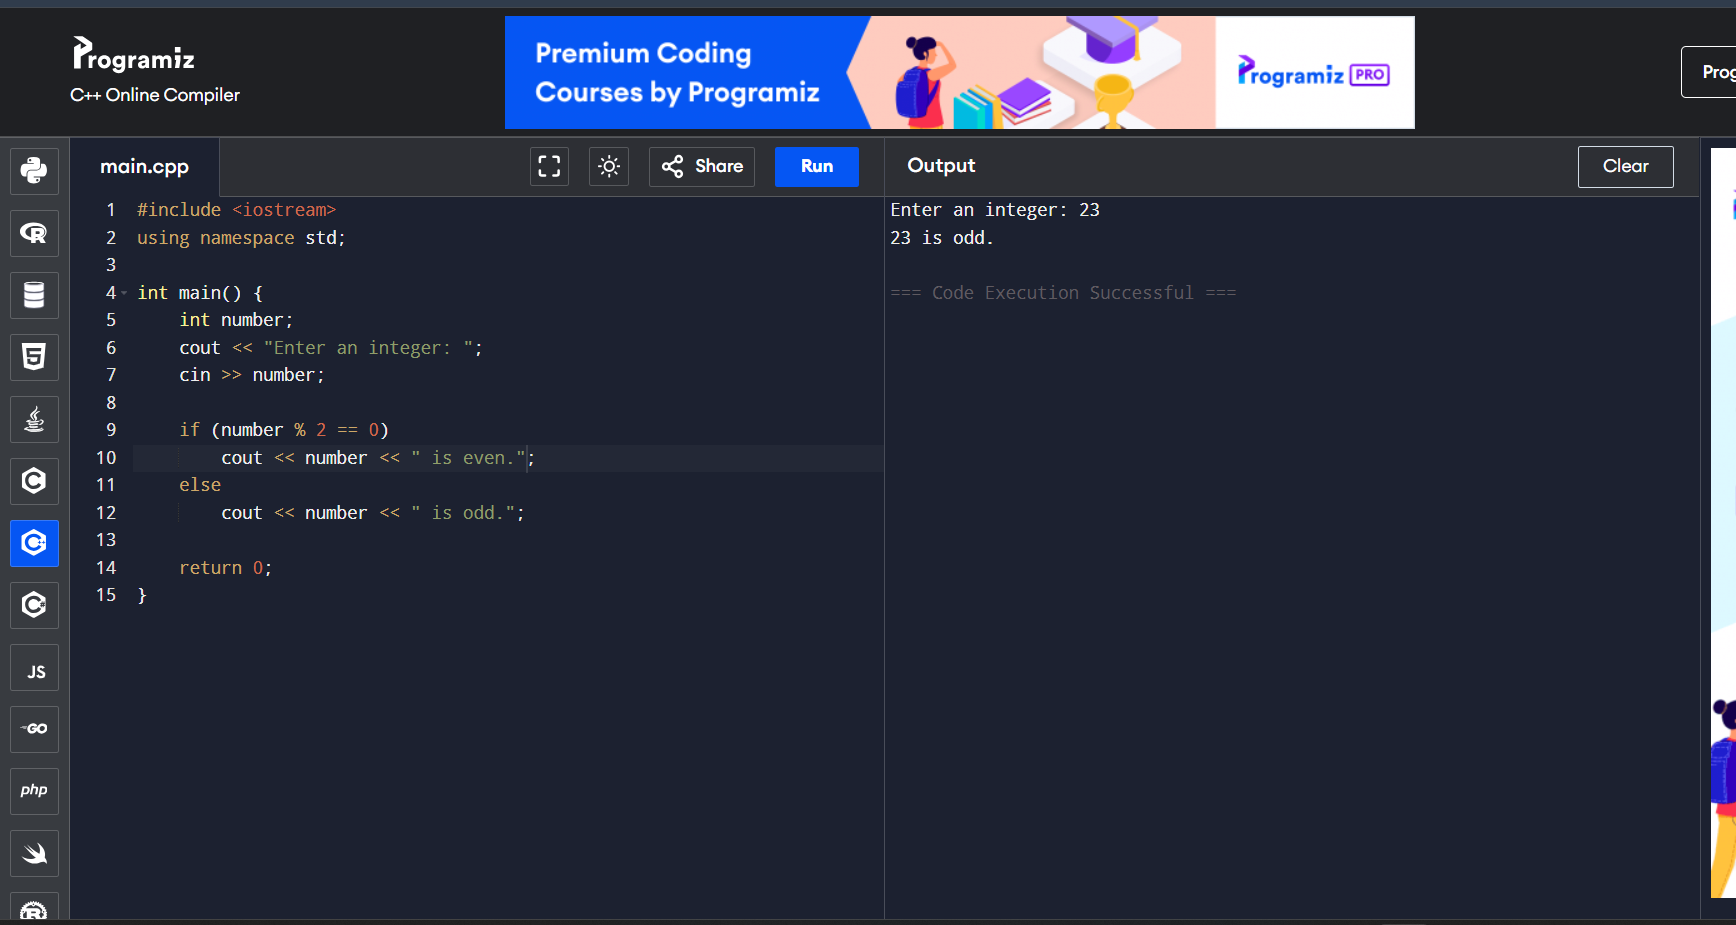 Programiz
C++ Online Compiler
Premium Coding
Courses by Programiz
Programiz PRO
main.cpp
Share
Run
Output
Clear
1 #include <iostream>
2 using namespace std;
3
4 int main() {
5     int number;
6     cout << "Enter an integer: ";
7     cin >> number;
8
9     if (number % 2 == 0)
10         cout << number << " is even.";
11     else
12         cout << number << " is odd.";
13
14     return 0;
15 }
Enter an integer: 23
23 is odd.
=== Code Execution Successful ===
R
5
C
C++
C
JS
GO
php
R